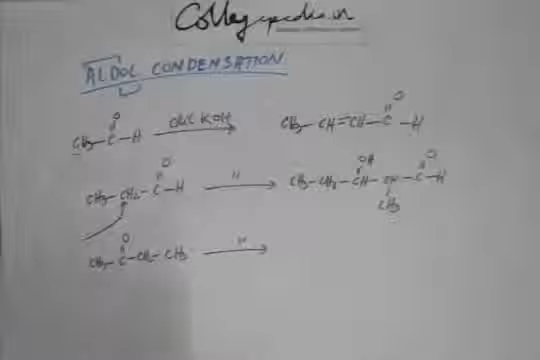 Collegepedia.in
ALDOL CONDENSATION
O
CH₃-C-H dil KOH CH₃-CH=CH-C-H
O
O OH O
CH₃-CH₂-C-H " CH₃-CH₂-CH-CH-C-H
CH₃
O
CH₃-C-CH₂-CH₃ "